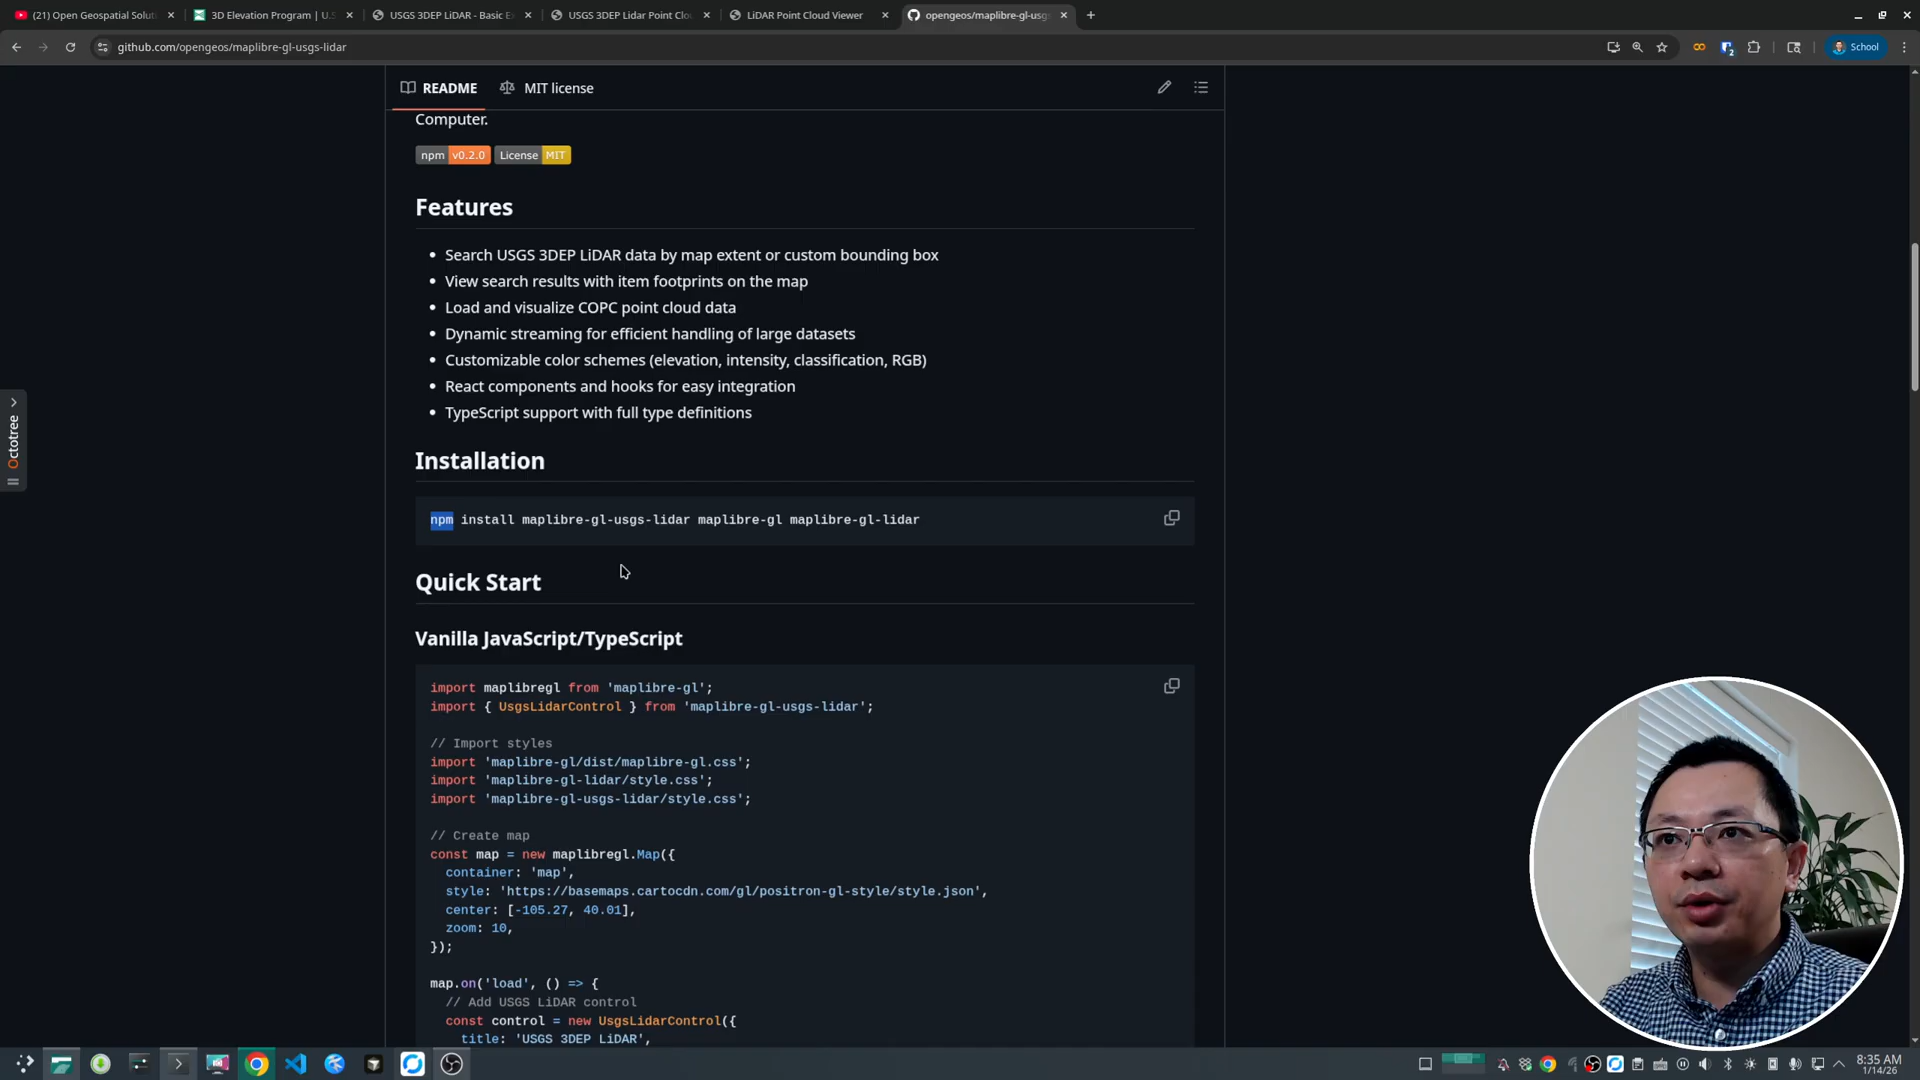 (21) Open Geospatial Soluti
3D Elevation Program | U.S
USGS 3DEP LiDAR - Basic E
USGS 3DEP Lidar Point Clou
LiDAR Point Cloud Viewer
opengeos/maplibre-gl-usgs
github.com/opengeos/maplibre-gl-usgs-lidar
School
README
MIT license
Computer.
npm v0.2.0 License MIT
Features
Search USGS 3DEP LiDAR data by map extent or custom bounding box
View search results with item footprints on the map
Load and visualize COPC point cloud data
Dynamic streaming for efficient handling of large datasets
Customizable color schemes (elevation, intensity, classification, RGB)
React components and hooks for easy integration
TypeScript support with full type definitions
Octotree
Installation
npm install maplibre-gl-usgs-lidar maplibre-gl maplibre-gl-lidar
Quick Start
Vanilla JavaScript/TypeScript
import maplibregl from 'maplibre-gl';
import { UsgsLidarControl } from 'maplibre-gl-usgs-lidar';
// Import styles
import 'maplibre-gl/dist/maplibre-gl.css';
import 'maplibre-gl-lidar/style.css';
import 'maplibre-gl-usgs-lidar/style.css';
// Create map
const map = new maplibregl.Map({
container: 'map',
style: 'https://basemaps.cartocdn.com/gl/positron-gl-style/style.json',
center: [-105.27, 40.01],
zoom: 10,
});
map.on('load', () => {
// Add USGS LiDAR control
const control = new UsgsLidarControl({
title: 'USGS 3DEP LiDAR',
8:35 AM
1/14/26